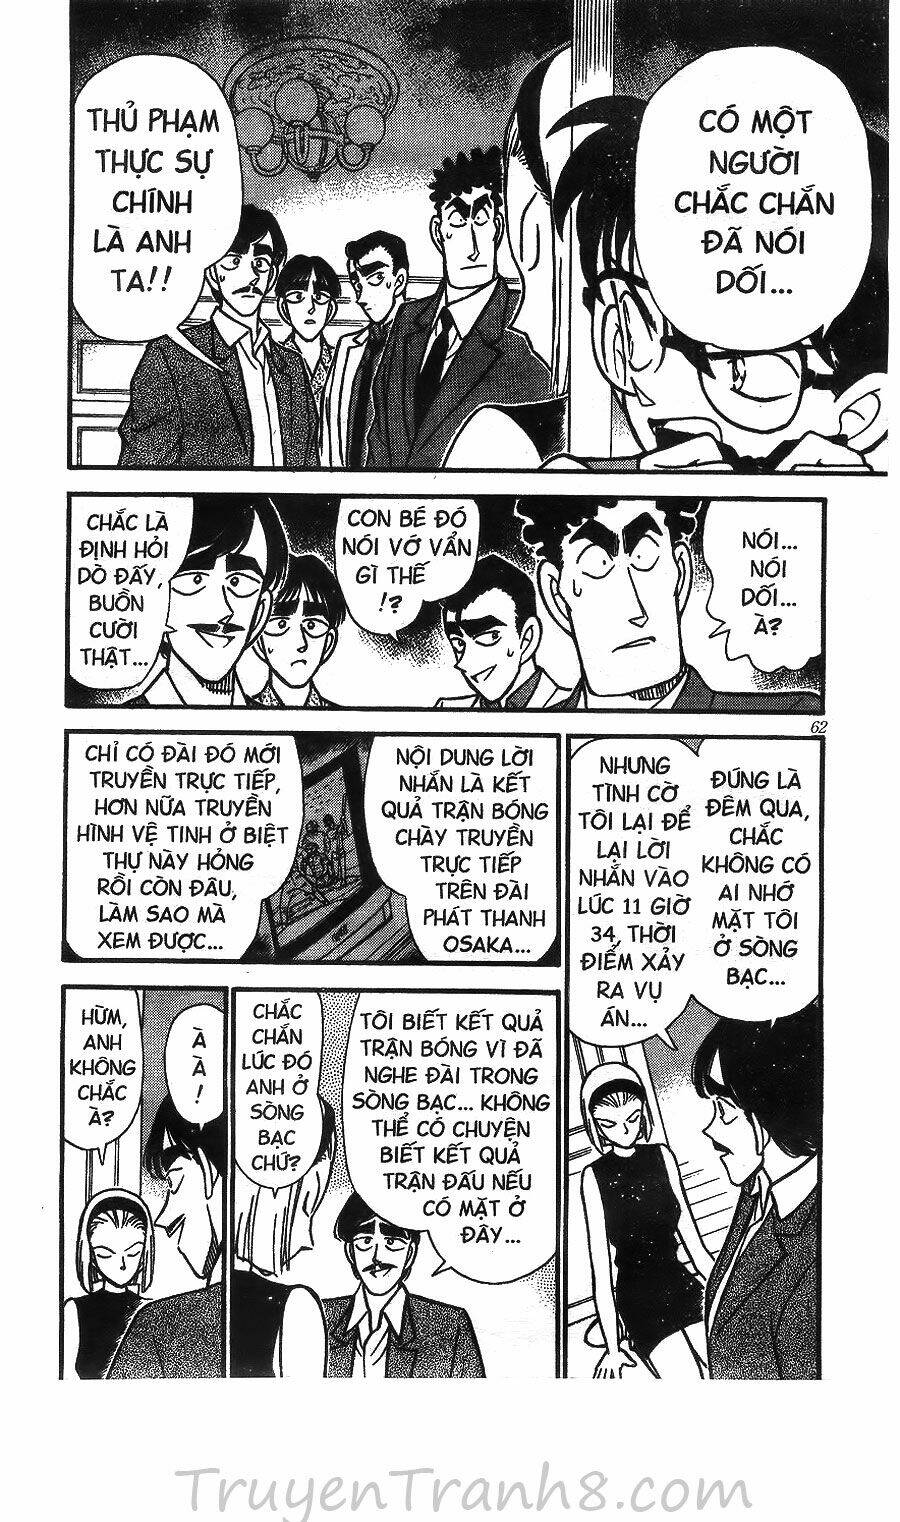 CÓ MỘT
NGƯỜI
CHẮC CHẮN
ĐÃ NÓI
DỐI...
THỦ PHẠM
THỰC SỰ
CHÍNH
LÀ ANH
TA!!
NÓI...
NÓI
DỐI...
À?
CON BÉ ĐÓ
NÓI VỚ VẨN
GÌ THẾ
!?
CHẮC LÀ
ĐỊNH HỎI
DÒ ĐẤY,
BUỒN
CƯỜI
THẬT...
62
ĐÚNG LÀ
ĐÊM QUA,
CHẮC
KHÔNG CÓ
AI NHỚ
MẶT TÔI
Ở SÒNG
BẠC...
NHƯNG
TÌNH CỜ
TÔI LẠI ĐỂ
LẠI LỜI
NHẮN VÀO
LÚC 11 GIỜ
34, THỜI
ĐIỂM XẢY
RA VỤ
ÁN...
NỘI DUNG LỜI
NHẮN LÀ KẾT
QUẢ TRẬN BÓNG
CHÀY TRUYỀN
TRỰC TIẾP
TRÊN ĐÀI
PHÁT THANH
OSAKA...
CHỈ CÓ ĐÀI ĐÓ MỚI
TRUYỀN TRỰC TIẾP,
HƠN NỮA TRUYỀN
HÌNH VỆ TINH Ở BIỆT
THỰ NÀY HỎNG
RỒI CÒN ĐÂU,
LÀM SAO MÀ
XEM ĐƯỢC...
TÔI BIẾT KẾT QUẢ
TRẬN BÓNG VÌ ĐÃ
NGHE ĐÀI TRONG
SÒNG BẠC... KHÔNG
THỂ CÓ CHUYỆN
BIẾT KẾT QUẢ
TRẬN ĐẤU NẾU
CÓ MẶT Ở
ĐÂY...
CHẮC
CHẮN
LÚC ĐÓ
ANH Ở
SÒNG
BẠC
CHỨ?
À
À!
HỪM,
ANH
KHÔNG
CHẮC
À?
TruyenTranh8.com